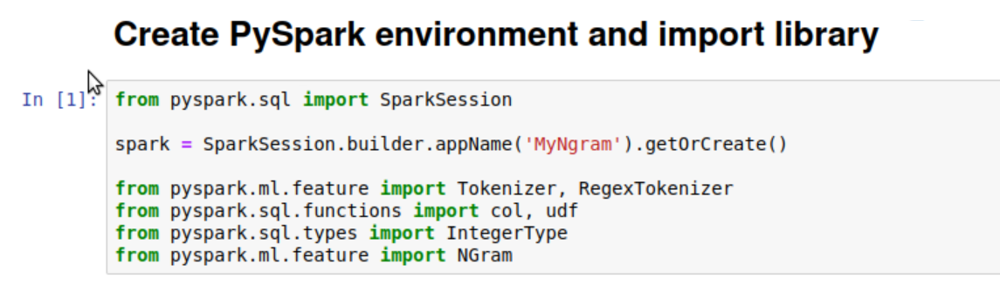 Create PySpark environment and import library
In [1]: from pyspark.sql import SparkSession
spark = SparkSession.builder.appName('MyNgram').getOrCreate()
from pyspark.ml.feature import Tokenizer, RegexTokenizer
from pyspark.sql.functions import col, udf
from pyspark.sql.types import IntegerType
from pyspark.ml.feature import NGram